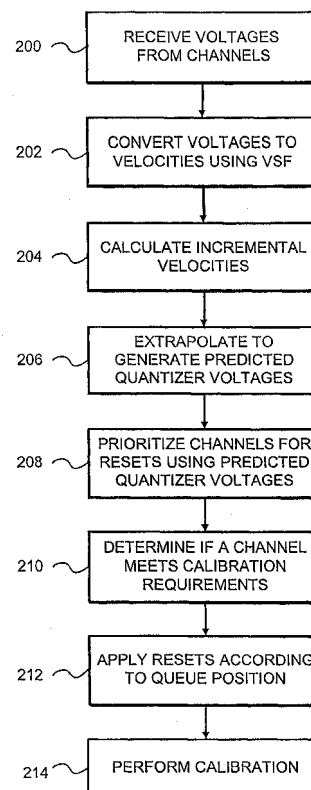 200
RECEIVE VOLTAGES
FROM CHANNELS
202
CONVERT VOLTAGES TO
VELOCITIES USING VSF
204
CALCULATE INCREMENTAL
VELOCITIES
206
EXTRAPOLATE TO
GENERATE PREDICTED
QUANTIZER VOLTAGES
208
PRIORITIZE CHANNELS FOR
RESETS USING PREDICTED
QUANTIZER VOLTAGES
210
DETERMINE IF A CHANNEL
MEETS CALIBRATION
REQUIREMENTS
212
APPLY RESETS ACCORDING
TO QUEUE POSITION
214
PERFORM CALIBRATION